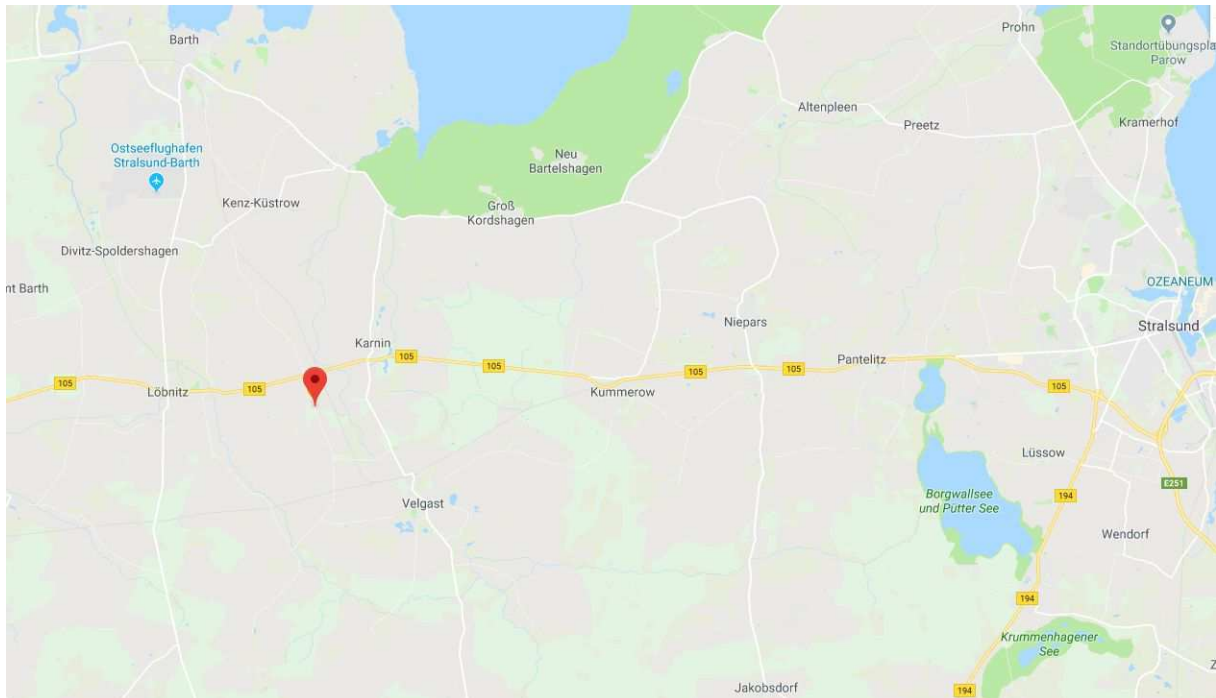 Barth
Prohn
Standortübungspla
Parow
Altenpleen
Preetz
Kramerhof
Ostseeflughafen
Stralsund-Barth
Neu
Bartelshagen
Kenz-Küstrow
Groß
Kordshagen
Divitz-Spoldershagen
nt Barth
OZEANEUM
Niepars
Stralsund
Karnin
105
105
Pantelitz
105
105
105
105
105
Löbnitz
Kummerow
Lüssow
Velgast
E251
Borgwallsee
und Pütter See
194
Wendorf
194
Krummenhagener
See
Z
Jakobsdorf
194